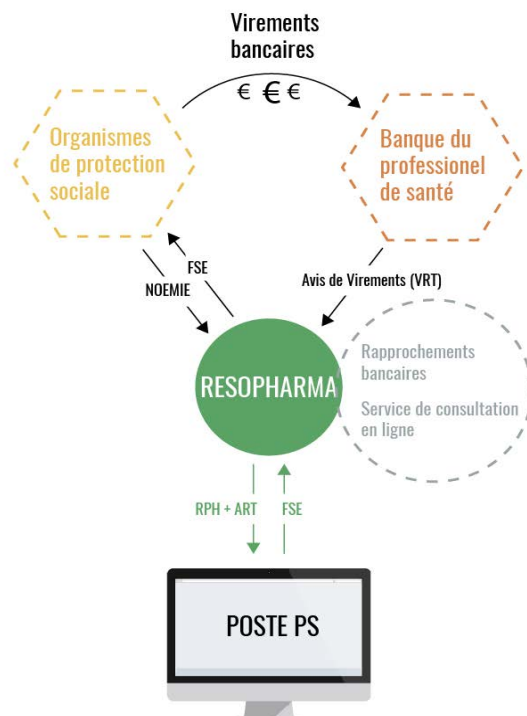 Virements
bancaires
€ € €
Organismes
de protection
sociale
Banque du
professionel
de santé
FSE
NOEMIE
Avis de Virements (VRT)
RESOPHARMA
Rapprochements
bancaires
Service de consultation
en ligne
RPH + ART
FSE
POSTE PS